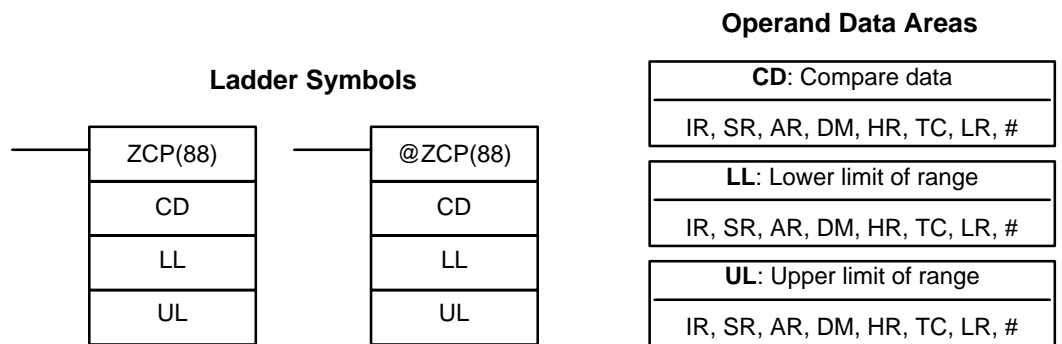 Ladder Symbols
ZCP(88)
CD
LL
UL
@ZCP(88)
CD
LL
UL
Operand Data Areas
CD: Compare data
IR, SR, AR, DM, HR, TC, LR, #
LL: Lower limit of range
IR, SR, AR, DM, HR, TC, LR, #
UL: Upper limit of range
IR, SR, AR, DM, HR, TC, LR, #